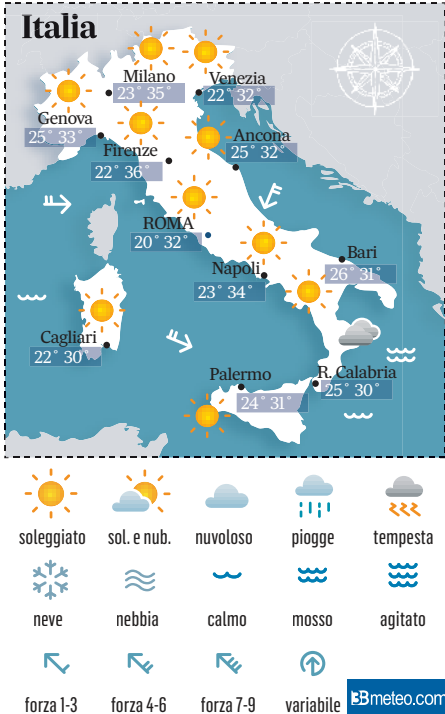 Italia
Milano
23° 35°
Venezia
22° 32°
Genova
25° 33°
Firenze
22° 36°
Ancona
25° 32°
ROMA
20° 32°
Napoli
23° 34°
Bari
26° 31°
Cagliari
22° 30°
Palermo
24° 31°
R. Calabria
25° 30°
soleggiato sol. e nub. nuvoloso piogge tempesta
neve nebbia calmo mosso agitato
forza 1-3 forza 4-6 forza 7-9 variabile
3Bmeteo.com